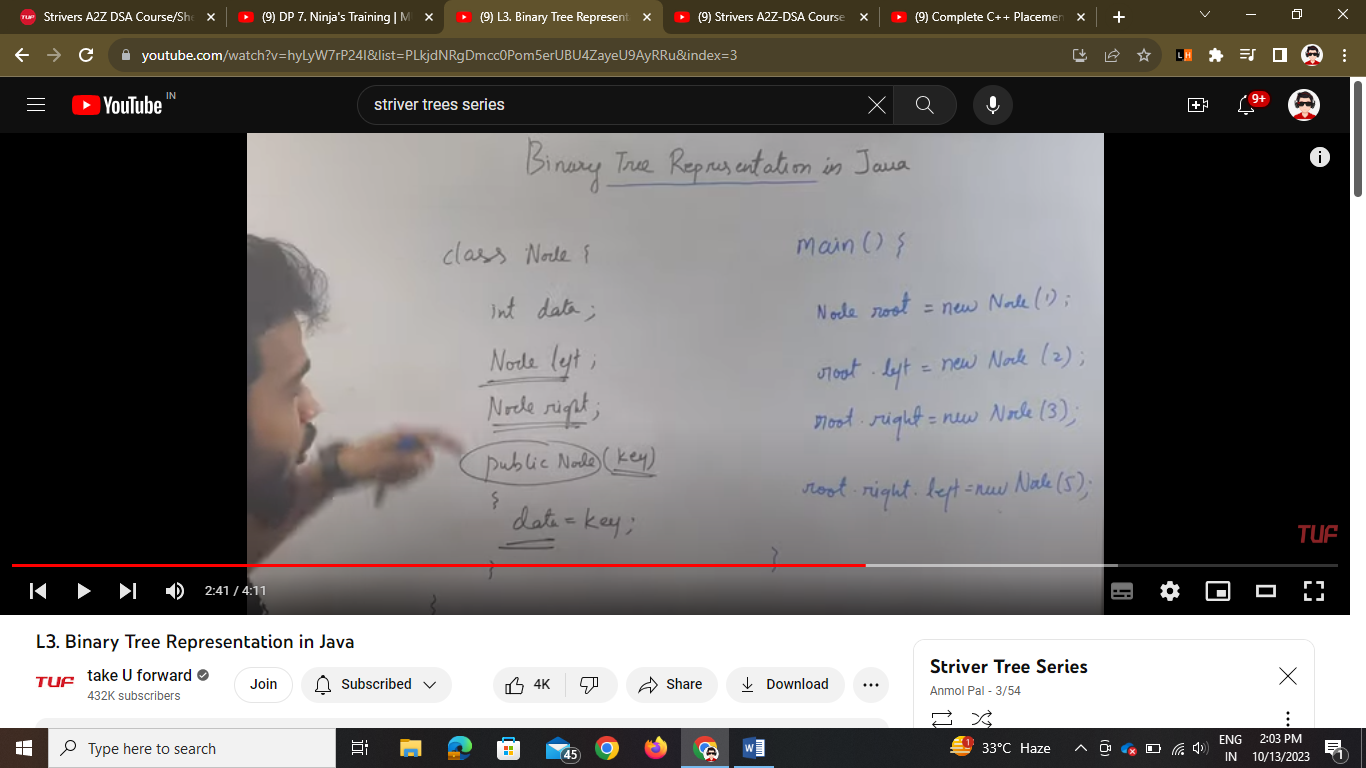 Strivers A2Z DSA Course/She
(9) DP 7. Ninja's Training | M
(9) L3. Binary Tree Represent
(9) Strivers A2Z-DSA Course
(9) Complete C++ Placemen
youtube.com/watch?v=hyLyW7rP24I&list=PLkjdNRgDmcc0Pom5erUBU4ZayeU9AyRRu&index=3
LH
YouTube IN
striver trees series
9+
Binary Tree Representation in Java
class Node {
int data ;
Node left ;
Node right ;
public Node (key)
{
data = key ;
}
}
main () {
Node root = new Node (1) ;
root . left = new Node (2) ;
root . right = new Node (3) ;
root . right . left = new Node (5) ;
}
TUF
2:41 / 4:11
L3. Binary Tree Representation in Java
TUF
take U forward
432K subscribers
Join
Subscribed
4K
Share
Download
Striver Tree Series
Anmol Pal - 3/54
Type here to search
45
W
1
33°C Haze
ENG
IN
2:03 PM
10/13/2023
1